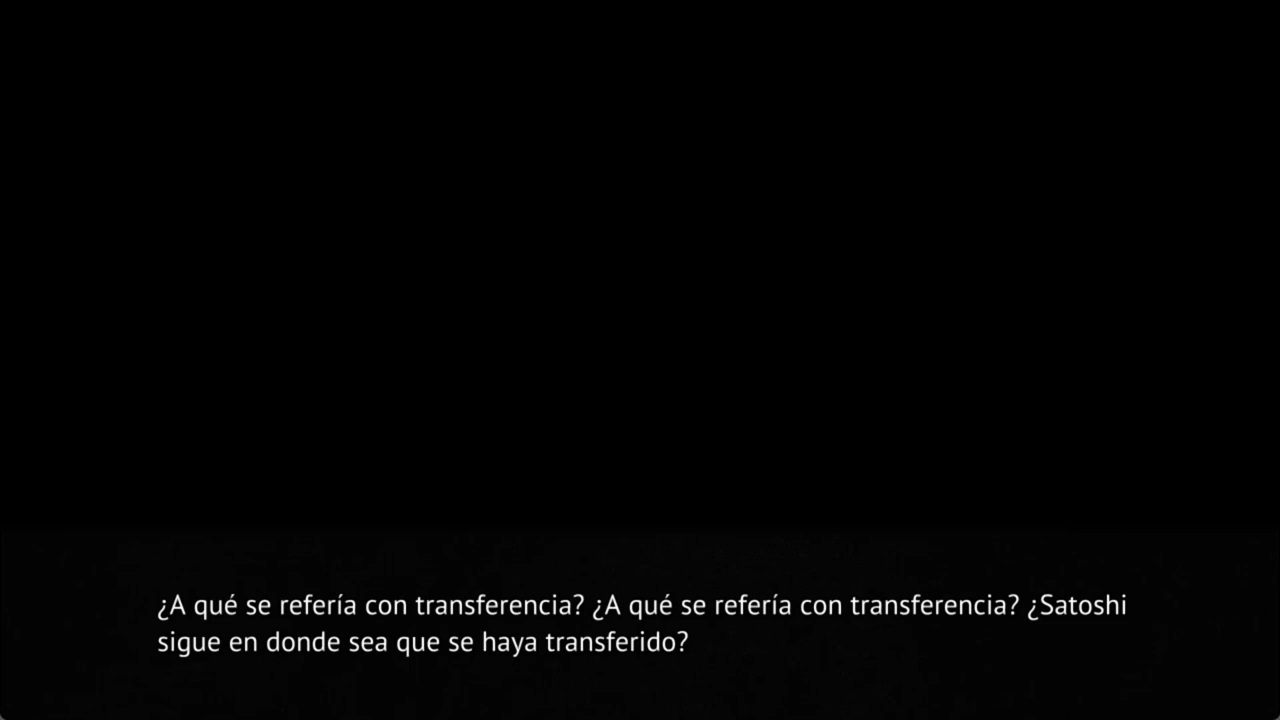 ¿A qué se refería con transferencia? ¿A qué se refería con transferencia? ¿Satoshi
sigue en donde sea que se haya transferido?